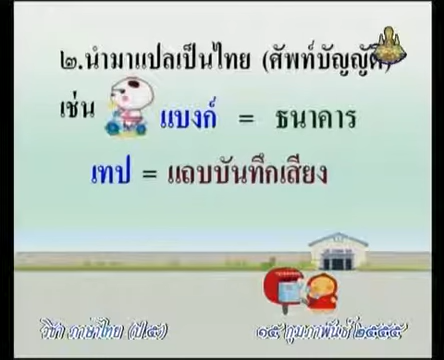 ๒.นำมาแปลเป็นไทย (ศัพท์บัญญัติ)
เช่น
แบงก์ = ธนาคาร
เทป = แถบบันทึกเสียง
วิชา ภาษาไทย (ป.๕)
๑๕ กุมภาพันธ์ ๒๕๕๕